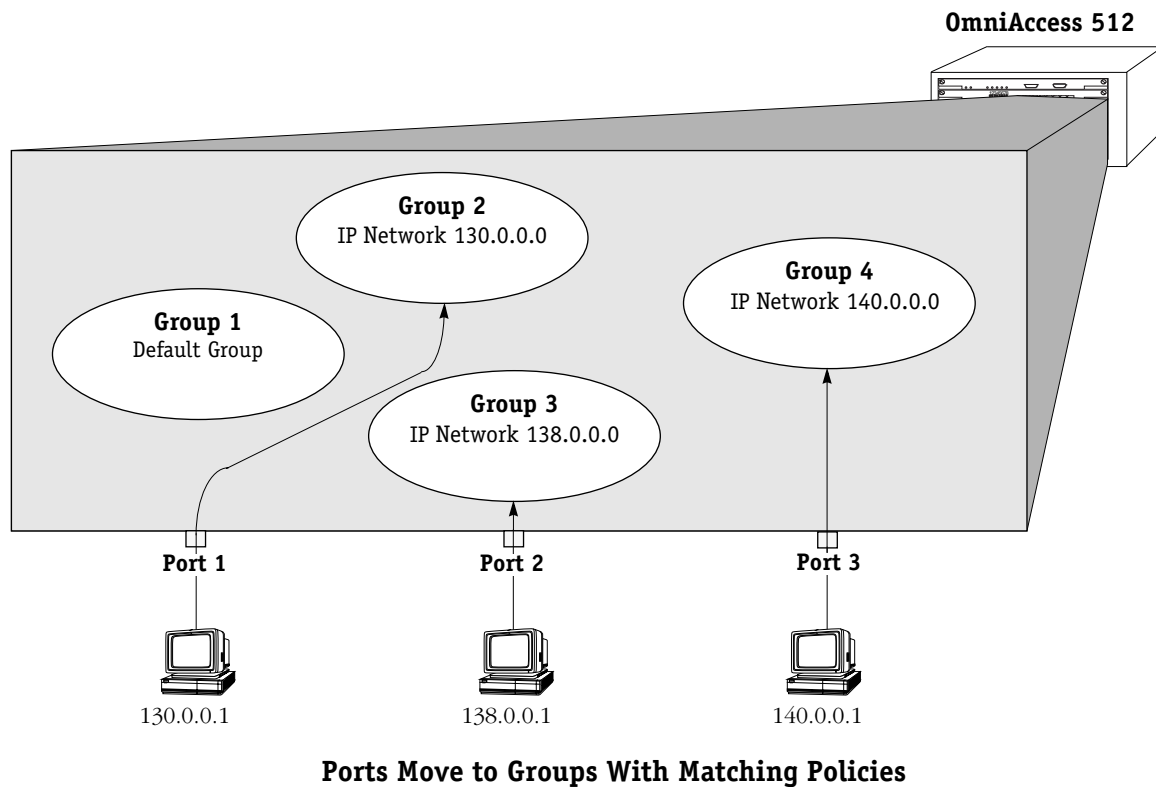 OmniAccess 512
Group 2
IP Network 130.0.0.0
Group 4
IP Network 140.0.0.0
Group 1
Default Group
Group 3
IP Network 138.0.0.0
Port 1
Port 2
Port 3
130.0.0.1
138.0.0.1
140.0.0.1
Ports Move to Groups With Matching Policies